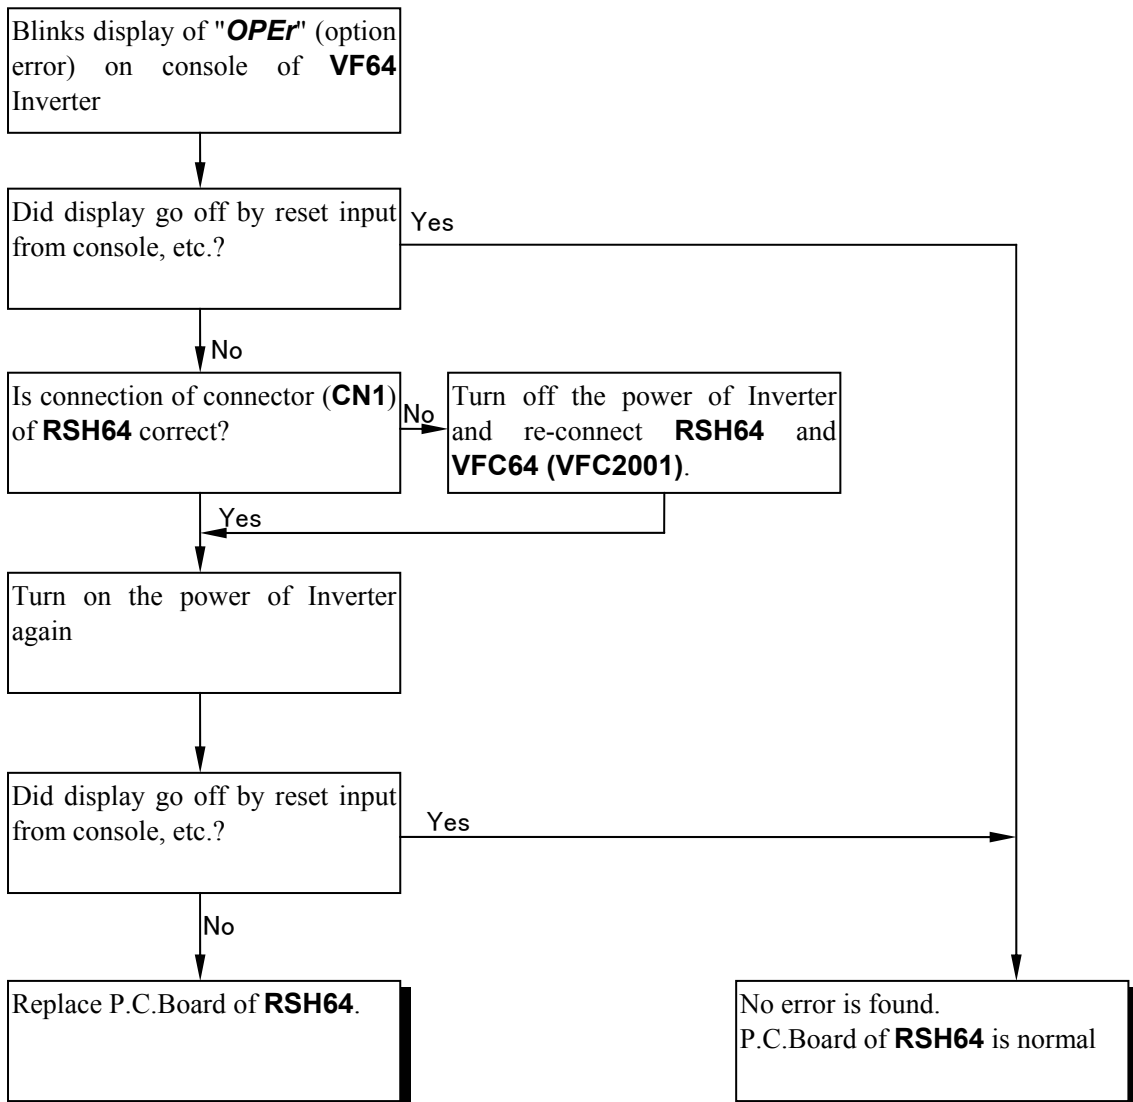 Blinks display of "OPEr" (option
error) on console of VF64
Inverter
Did display go off by reset input
from console, etc.?
Yes
No
Is connection of connector (CN1)
of RSH64 correct?
No
Turn off the power of Inverter
and re-connect RSH64 and
VFC64 (VFC2001).
Yes
Turn on the power of Inverter
again
Did display go off by reset input
from console, etc.?
Yes
No
Replace P.C.Board of RSH64.
No error is found.
P.C.Board of RSH64 is normal